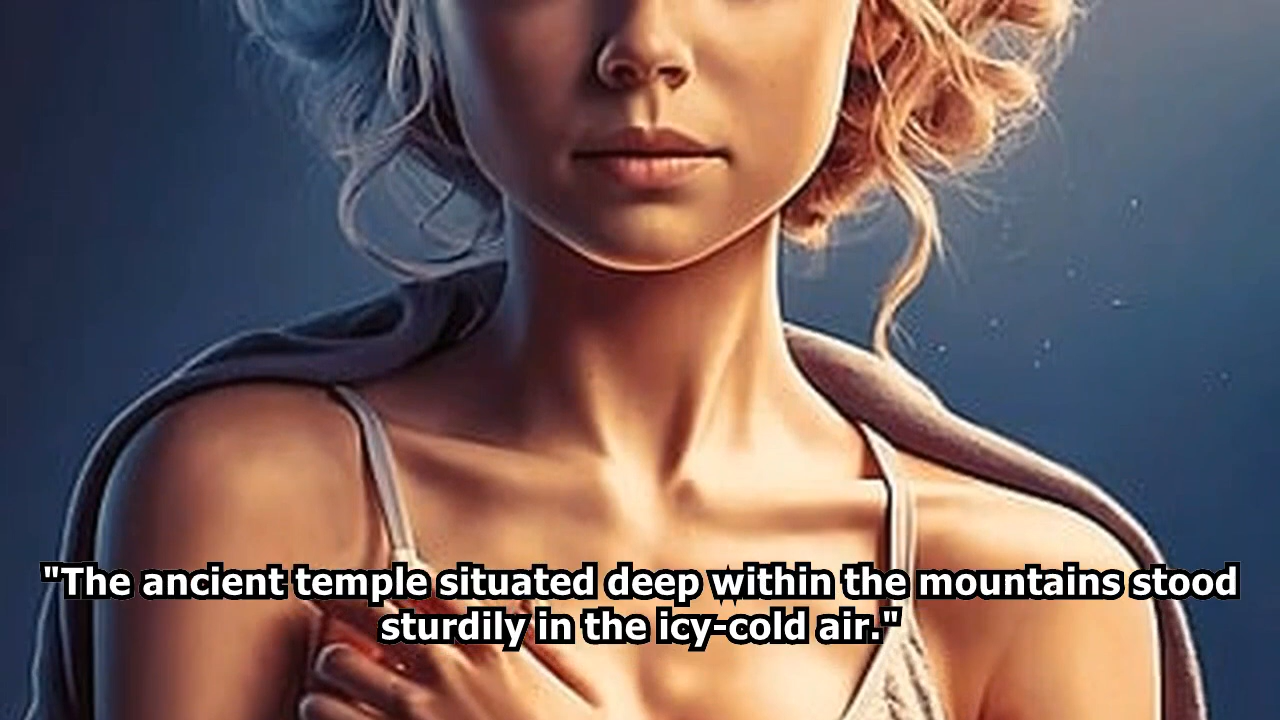 "The ancient temple situated deep within the mountains stood
sturdily in the icy-cold air."